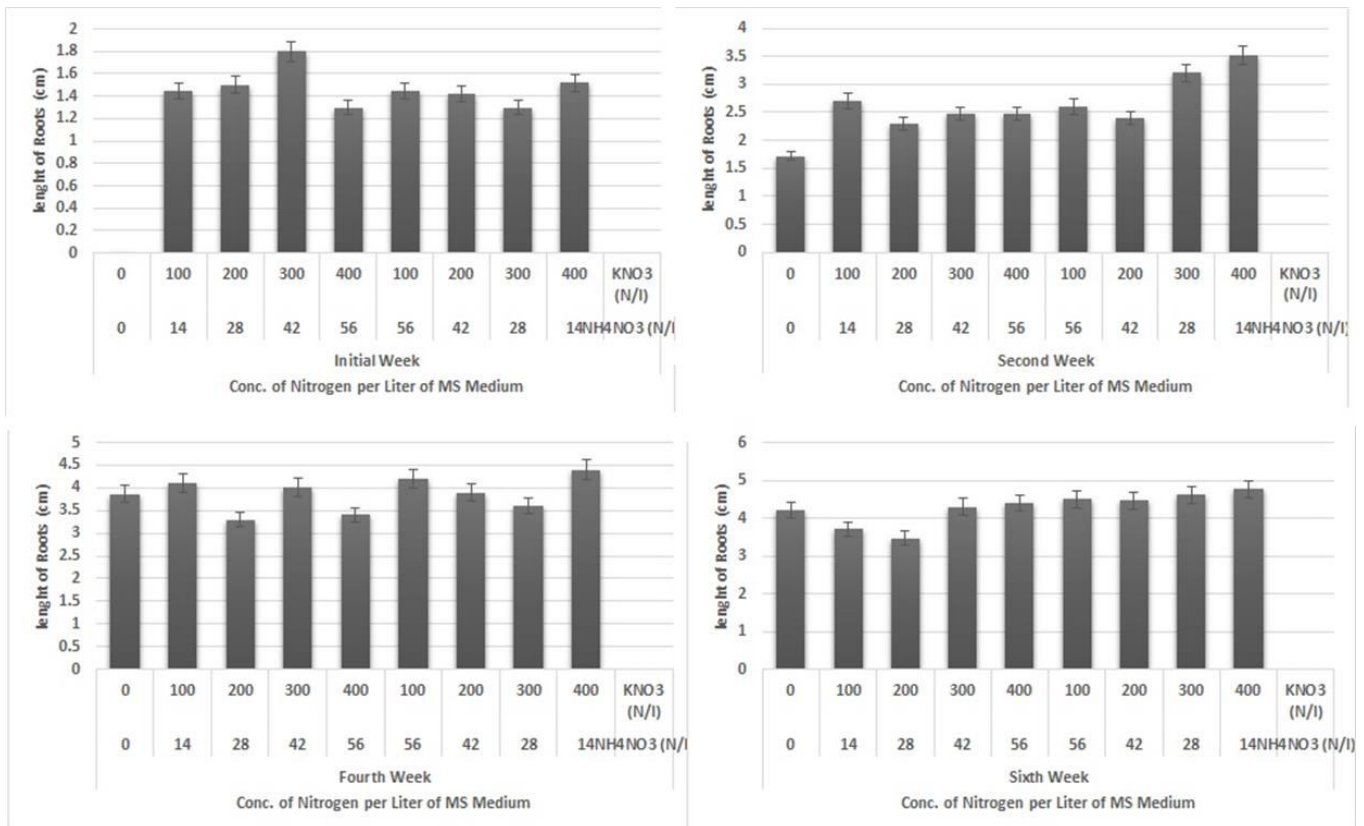 2
1.8
1.6
1.4
1.2
1
0.8
0.6
0.4
0.2
0
lenght of Roots (cm)
0 100 200 300 400 100 200 300 400 KNO3 (N/l)
0 14 28 42 56 56 42 28 14NH4NO3 (N/l
Initial Week
Conc. of Nitrogen per Liter of MS Medium
4
3.5
3
2.5
2
1.5
1
0.5
0
lenght of Roots (cm)
0 100 200 300 400 100 200 300 400 KNO3 (N/l)
0 14 28 42 56 56 42 28 14NH4NO3 (N/l
Second Week
Conc. of Nitrogen per Liter of MS Medium
5
4.5
4
3.5
3
2.5
2
1.5
1
0.5
0
lenght of Roots (cm)
0 100 200 300 400 100 200 300 400 KNO3 (N/l)
0 14 28 42 56 56 42 28 14NH4NO3 (N/l
Fourth Week
Conc. of Nitrogen per Liter of MS Medium
6
5
4
3
2
1
0
lenght of Roots (cm)
0 100 200 300 400 100 200 300 400 KNO3 (N/l)
0 14 28 42 56 56 42 28 14NH4NO3 (N/l
Sixth Week
Conc. of Nitrogen per Liter of MS Medium